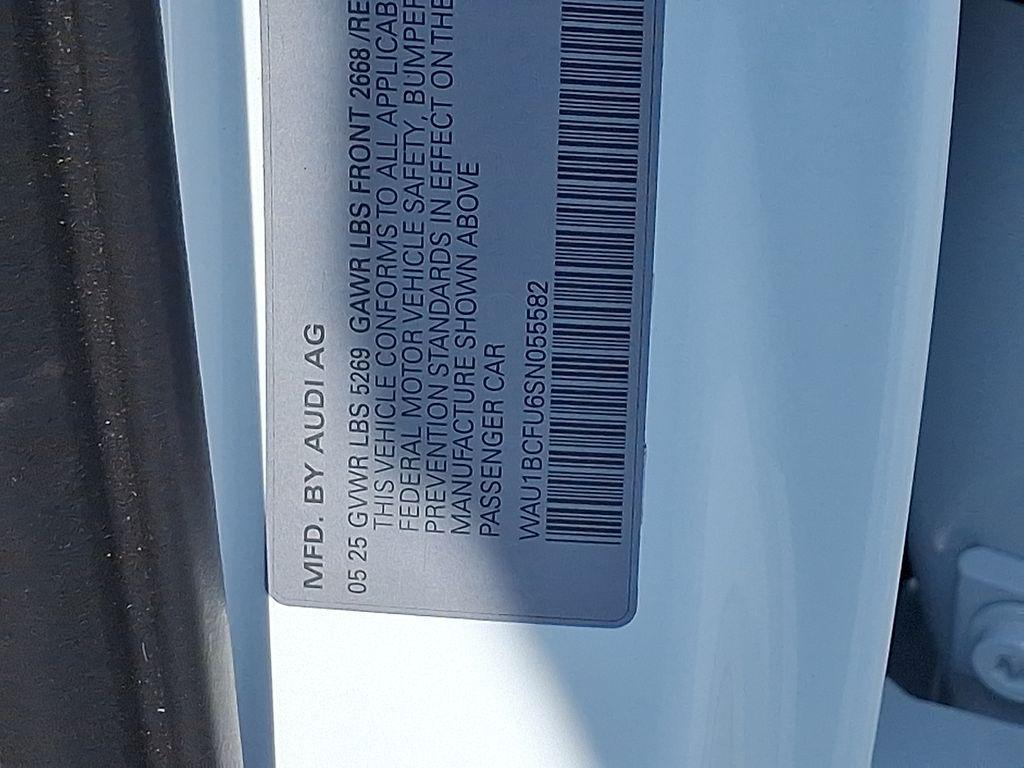 MFD. BY AUDI AG
05 25 GVWR LBS 5269 GAWR LBS FRONT 2668 /RE
THIS VEHICLE CONFORMS TO ALL APPLICAB
FEDERAL MOTOR VEHICLE SAFETY, BUMPER
PREVENTION STANDARDS IN EFFECT ON THE
MANUFACTURE SHOWN ABOVE
PASSENGER CAR
WAU1BCFU6SN055582